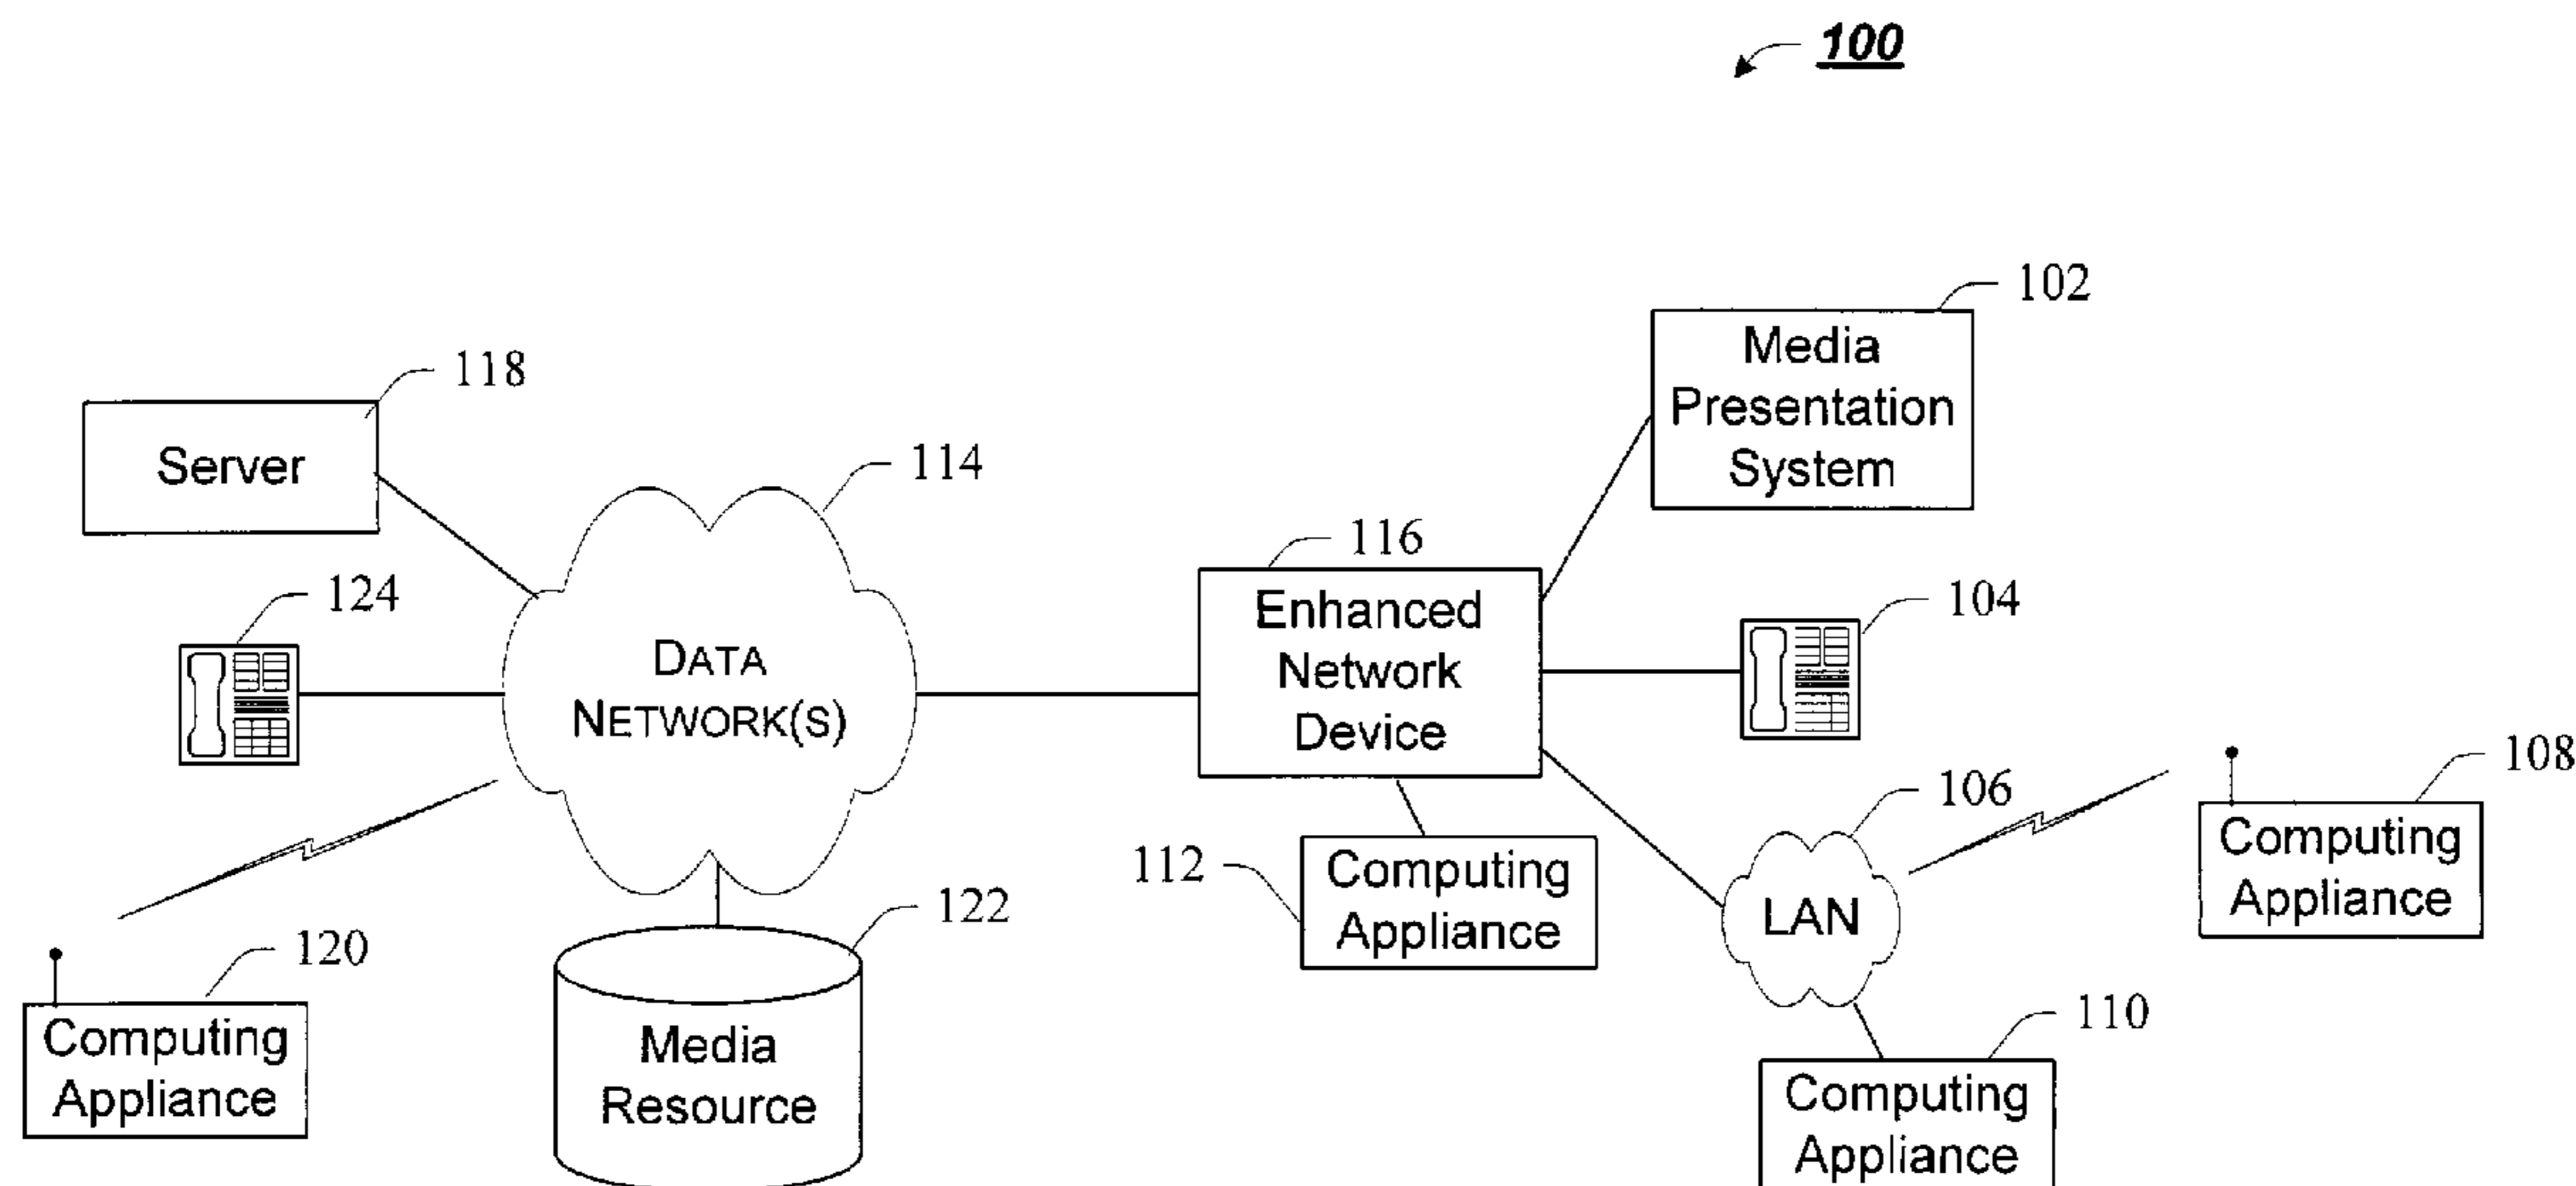 100
102
Media
Presentation
System
118
Server
114
116
124
104
Enhanced
Network
Device
DATA
NETWORK(S)
108
106
112
Computing
Appliance
Computing
Appliance
LAN
122
120
110
Computing
Appliance
Media
Resource
Computing
Appliance